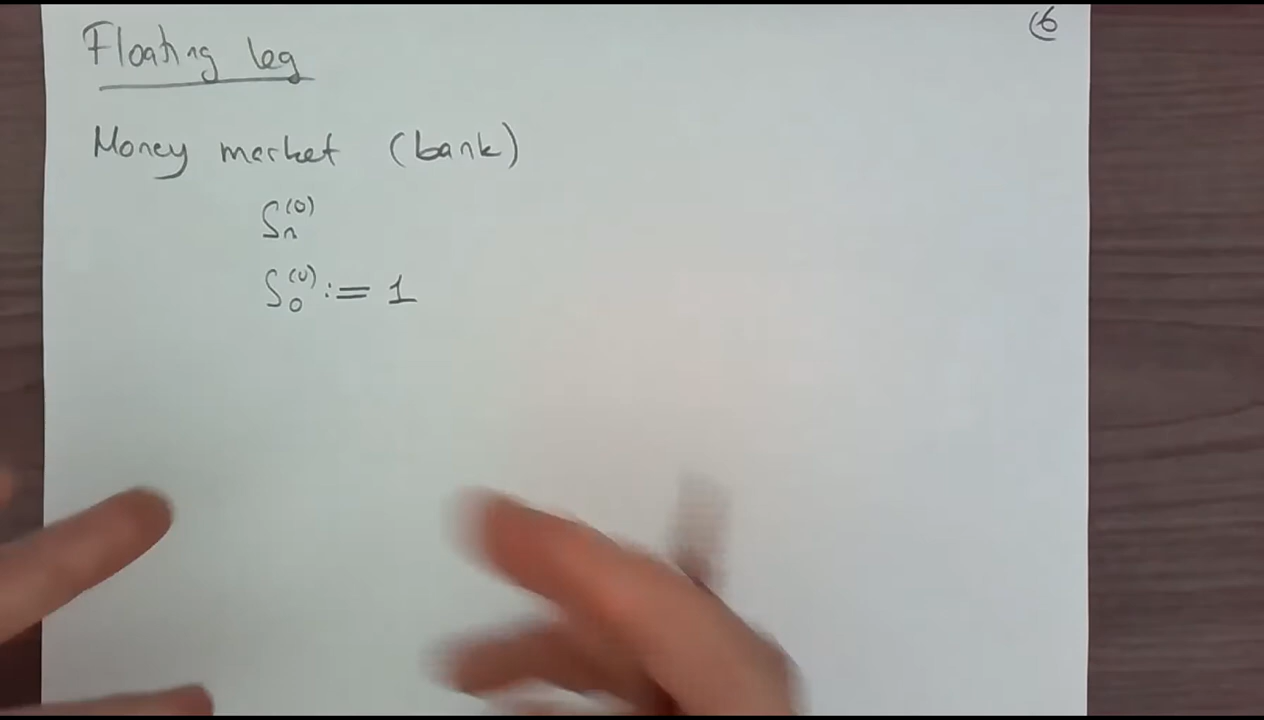 (6
Floating leg
Money market (bank)
S_n^(0)
S_0^(0) := 1